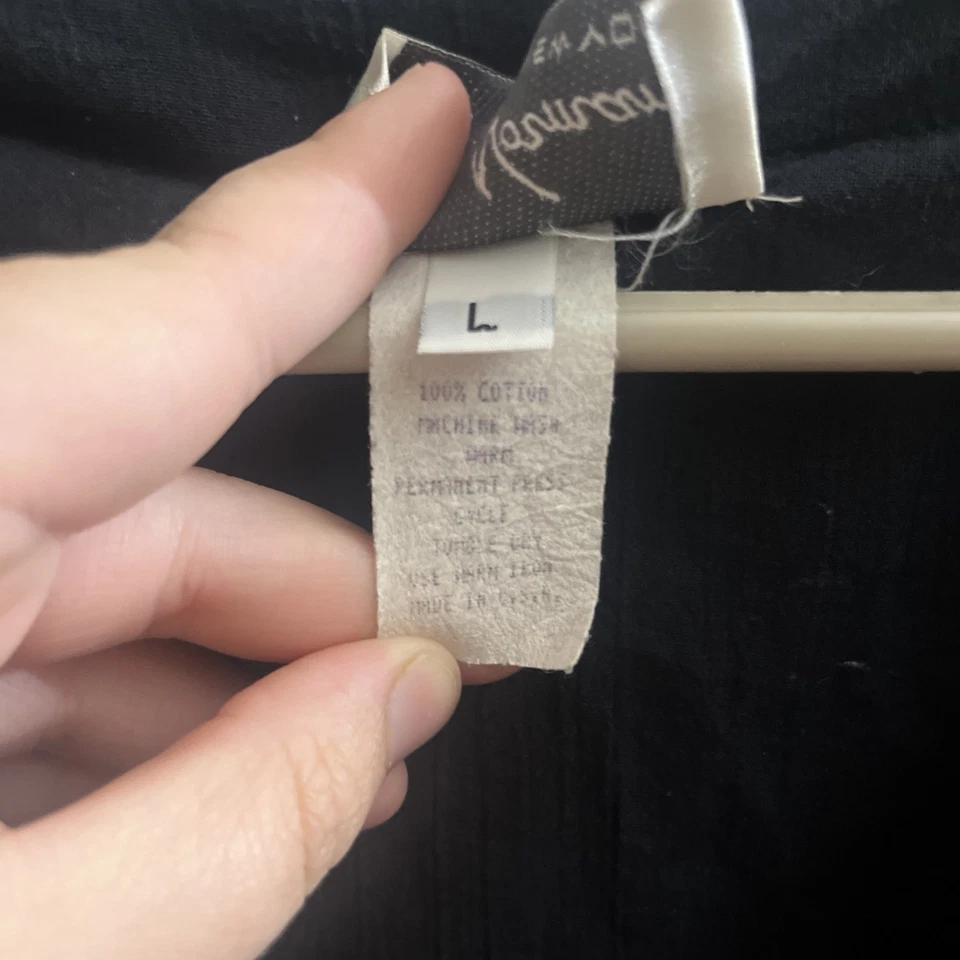 L
100% COTTON
MACHINE WASH
WARM
PERMANENT PRESS
CYCLE
TUMBLE DRY
USE WARM IRON
MADE IN U.S.A.